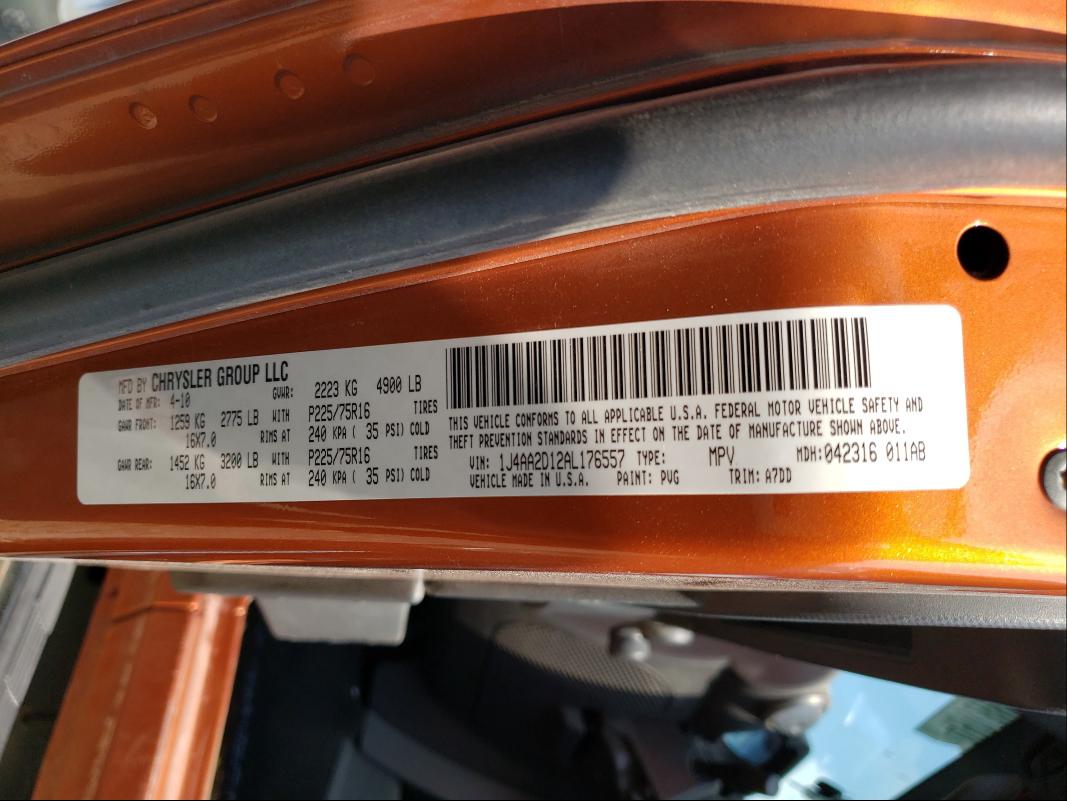 MFD BY CHRYSLER GROUP LLC
DATE OF MFR: 4-10 GVWR: 2223 KG 4900 LB
GAWR FRONT: 1259 KG 2775 LB WITH P225/75R16 TIRES
16X7.0 RIMS AT 240 KPA ( 35 PSI) COLD
GAWR REAR: 1452 KG 3200 LB WITH P225/75R16 TIRES
16X7.0 RIMS AT 240 KPA ( 35 PSI) COLD
THIS VEHICLE CONFORMS TO ALL APPLICABLE U.S.A. FEDERAL MOTOR VEHICLE SAFETY AND
THEFT PREVENTION STANDARDS IN EFFECT ON THE DATE OF MANUFACTURE SHOWN ABOVE.
VIN: 1J4AA2D12AL176557 TYPE: MPV MDH:042316 011AB
VEHICLE MADE IN U.S.A. PAINT: PVG TRIM: A7DD